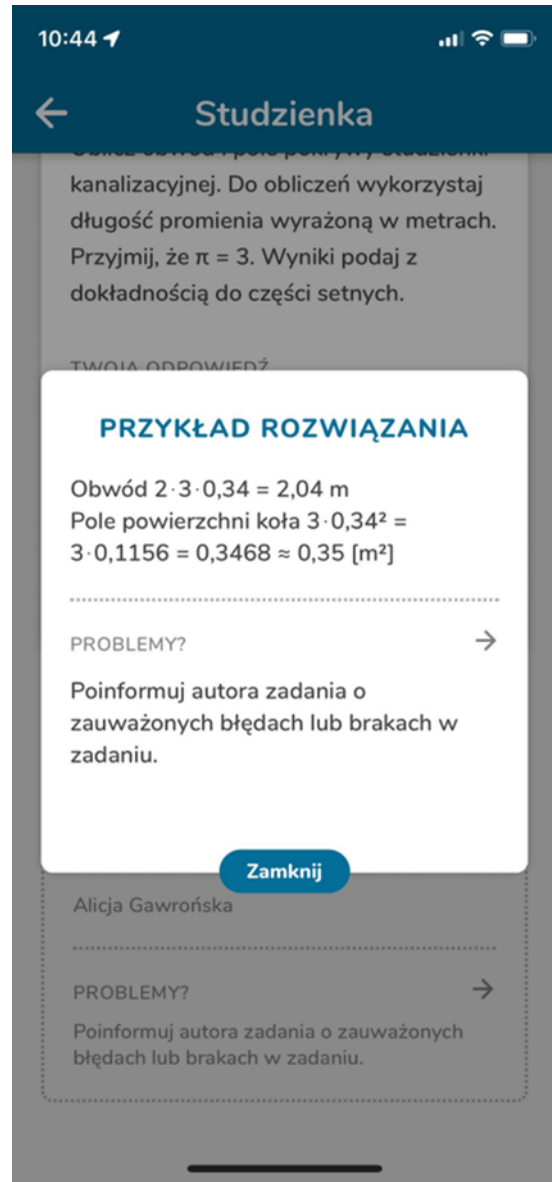 10:44
Studzienka
kanalizacyjnej. Do obliczeń wykorzystaj
długość promienia wyrażoną w metrach.
Przyjmij, że π = 3. Wyniki podaj z
dokładnością do części setnych.
TWOJA ODPOWIEDŹ
PRZYKŁAD ROZWIĄZANIA
Obwód 2·3·0,34 = 2,04 m
Pole powierzchni koła 3·0,34² =
3·0,1156 = 0,3468 ≈ 0,35 [m²]
PROBLEMY?
Poinformuj autora zadania o
zauważonych błędach lub brakach w
zadaniu.
Zamknij
Alicja Gawrońska
PROBLEMY?
Poinformuj autora zadania o zauważonych
błędach lub brakach w zadaniu.